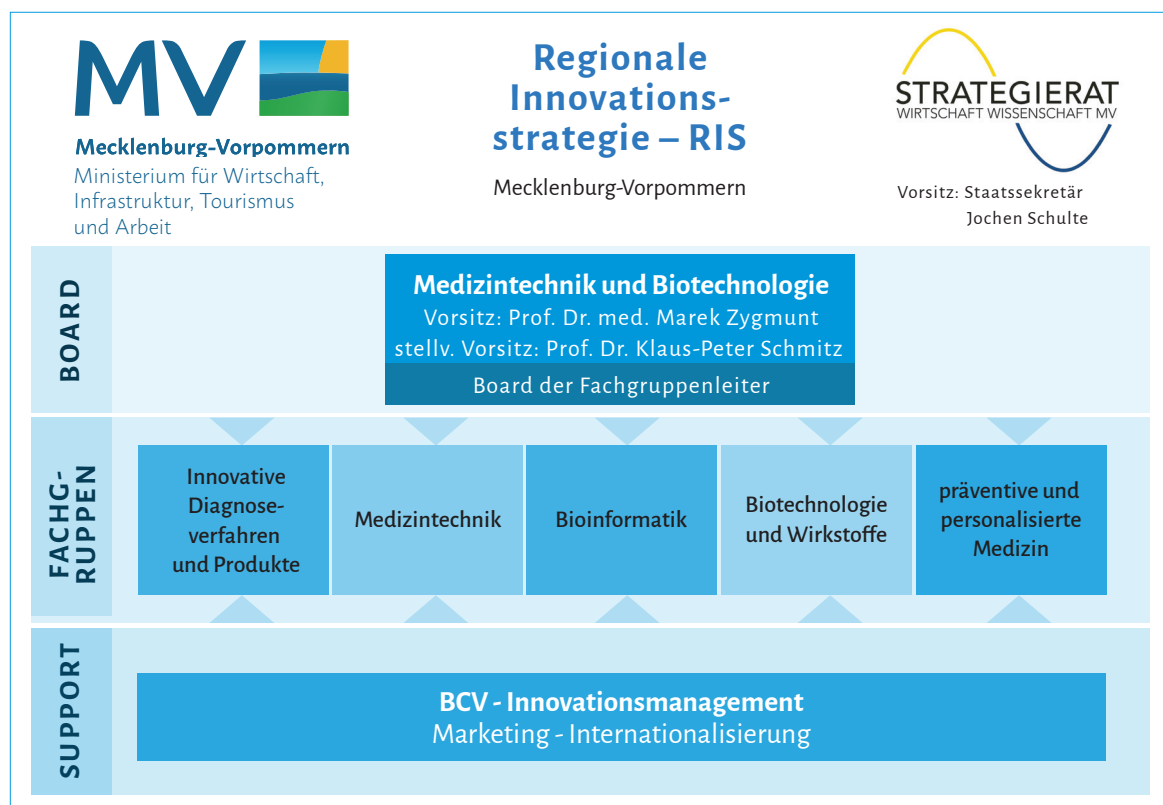 MV
Mecklenburg-Vorpommern
Ministerium für Wirtschaft,
Infrastruktur, Tourismus
und Arbeit
Regionale
Innovations-
strategie – RIS
Mecklenburg-Vorpommern
STRATEGIERAT
WIRTSCHAFT WISSENSCHAFT MV
Vorsitz: Staatssekretär
Jochen Schulte
BOARD
Medizintechnik und Biotechnologie
Vorsitz: Prof. Dr. med. Marek Zygmunt
stellv. Vorsitz: Prof. Dr. Klaus-Peter Schmitz
Board der Fachgruppenleiter
FACHG-
RUPPEN
Innovative
Diagnose-
verfahren
und Produkte
Medizintechnik
Bioinformatik
Biotechnologie
und Wirkstoffe
präventive und
personalisierte
Medizin
SUPPORT
BCV - Innovationsmanagement
Marketing - Internationalisierung